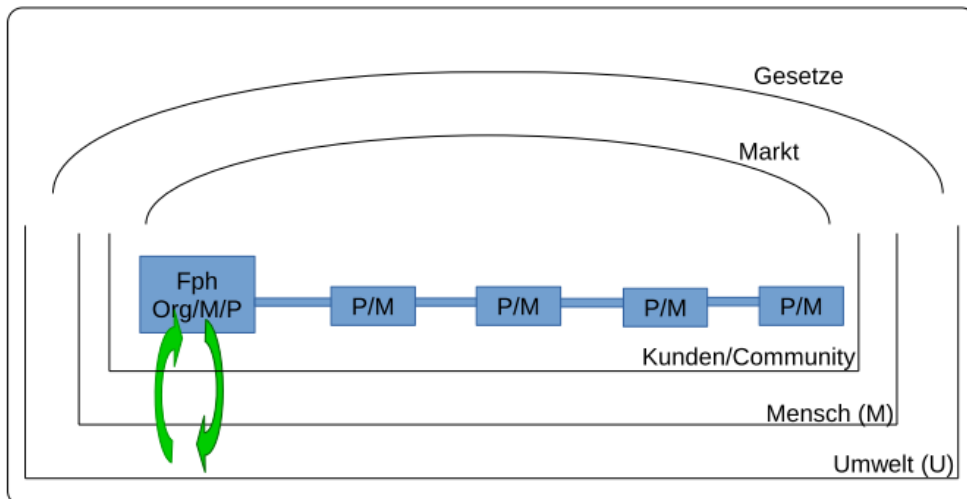 Gesetze
Markt
Fph
Org/M/P
P/M
P/M
P/M
P/M
Kunden/Community
Mensch (M)
Umwelt (U)